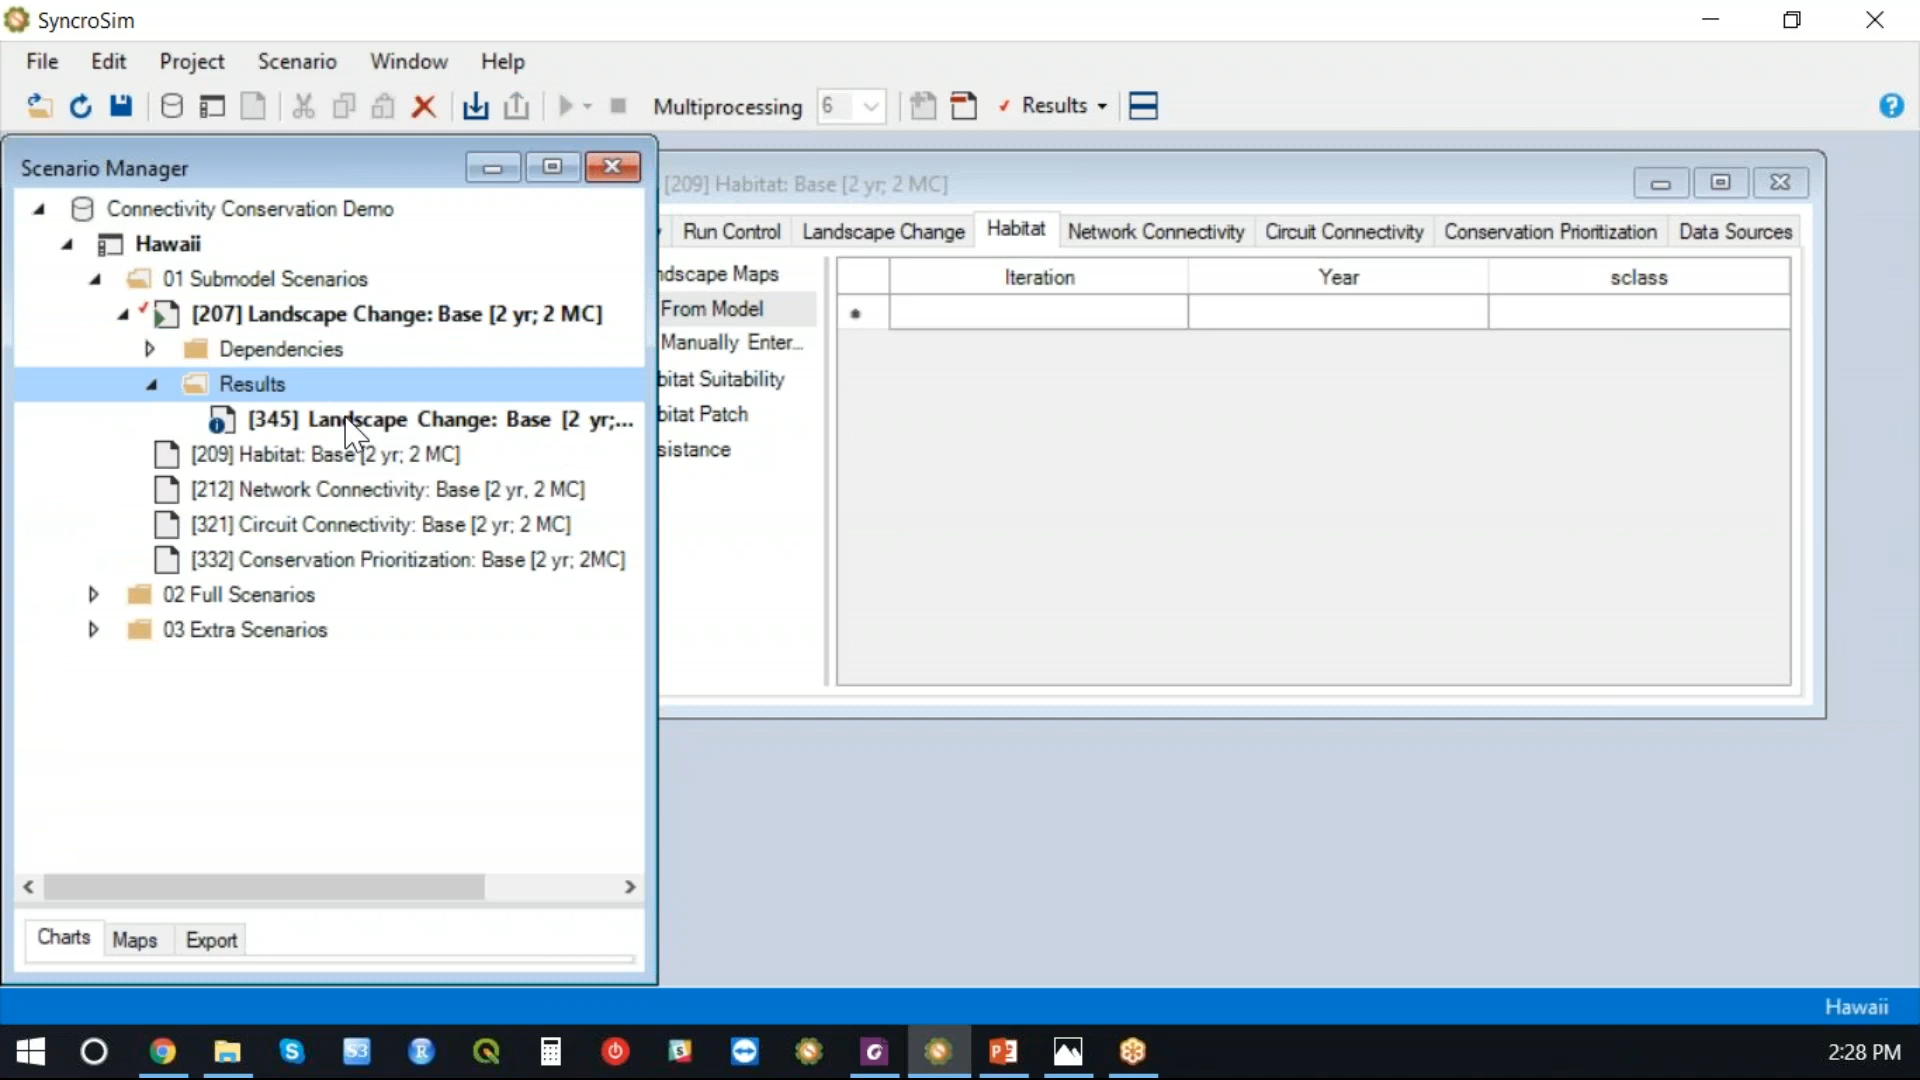 SyncroSim
File Edit Project Scenario Window Help
Multiprocessing 6 Results
Scenario Manager
Connectivity Conservation Demo
Hawaii
01 Submodel Scenarios
[207] Landscape Change: Base [2 yr; 2 MC]
Dependencies
Results
[345] Landscape Change: Base [2 yr;...
[209] Habitat: Base [2 yr; 2 MC]
[212] Network Connectivity: Base [2 yr, 2 MC]
[321] Circuit Connectivity: Base [2 yr; 2 MC]
[332] Conservation Prioritization: Base [2 yr; 2MC]
02 Full Scenarios
03 Extra Scenarios
Charts Maps Export
[209] Habitat: Base [2 yr; 2 MC]
Run Control Landscape Change Habitat Network Connectivity Circuit Connectivity Conservation Prioritization Data Sources
ndscape Maps
From Model
Manually Enter...
bitat Suitability
bitat Patch
sistance
Iteration Year sclass
Hawaii
2:28 PM